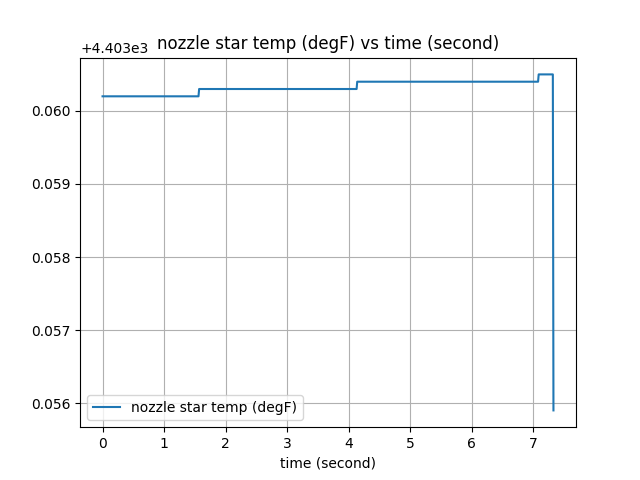 +4.403e3
nozzle star temp (degF) vs time (second)
0.060
0.059
0.058
0.057
0.056
nozzle star temp (degF)
0 1 2 3 4 5 6 7
time (second)